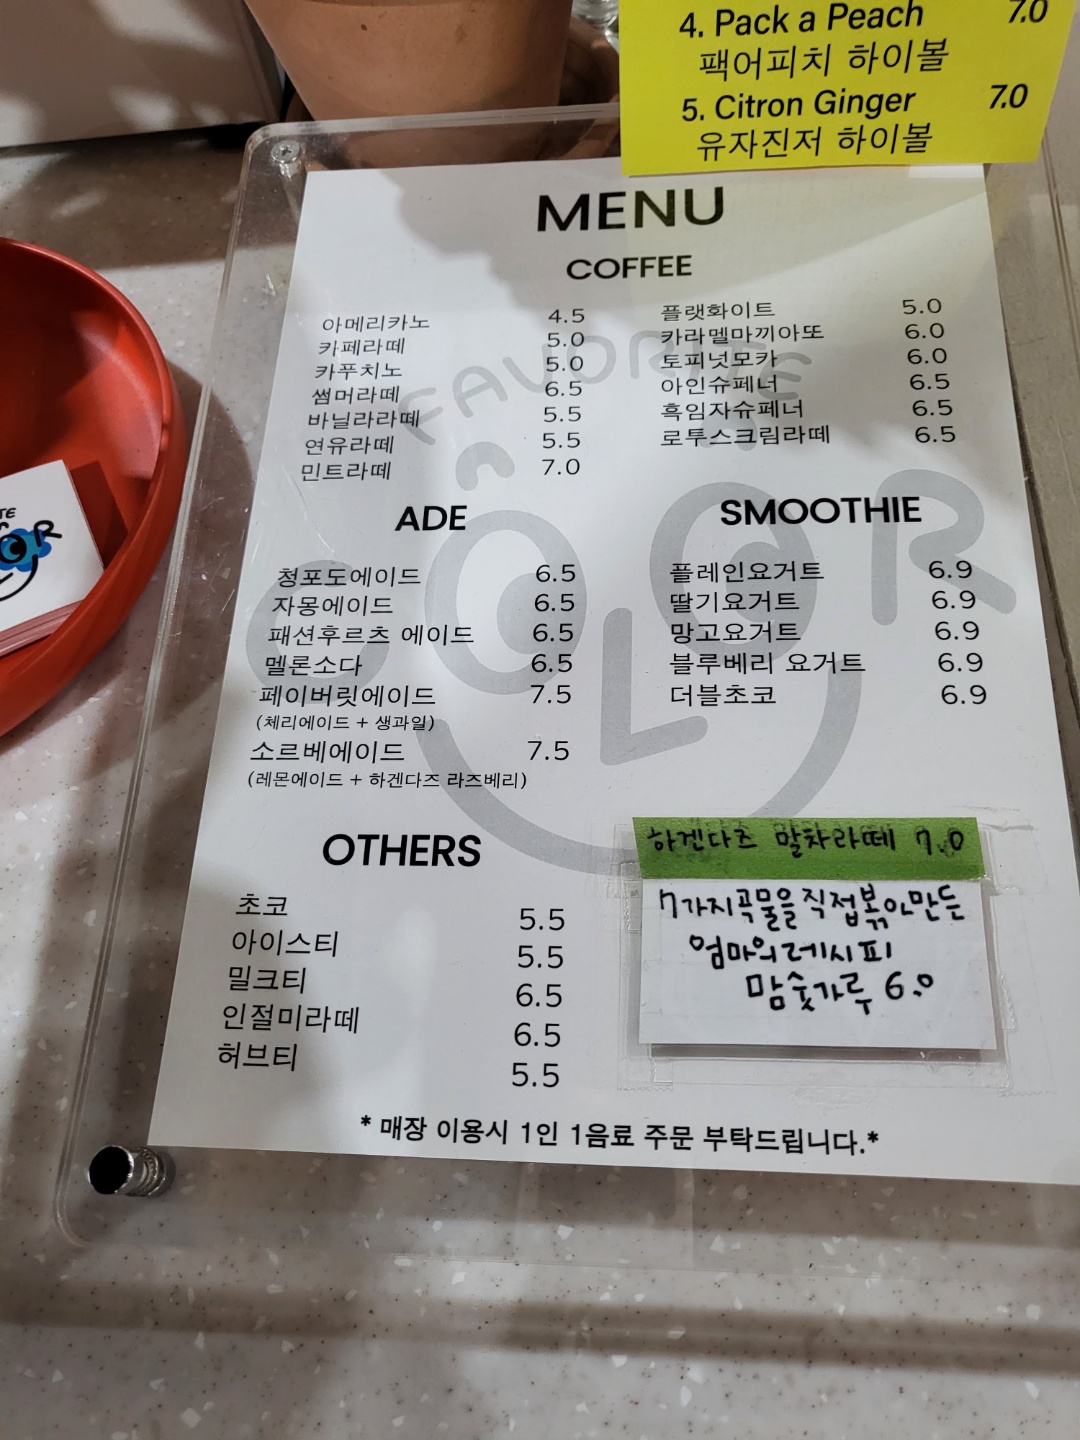 4. Pack a Peach 7.0
팩어피치 하이볼
5. Citron Ginger 7.0
유자진저 하이볼
MENU
COFFEE
아메리카노 4.5
카페라떼 5.0
카푸치노 5.0
썸머라떼 6.5
바닐라라떼 5.5
연유라떼 5.5
민트라떼 7.0
플랫화이트 5.0
카라멜마끼아또 6.0
토피넛모카 6.0
아인슈페너 6.5
흑임자슈페너 6.5
로투스크림라떼 6.5
FAVORITE
COLOR
ADE
청포도에이드 6.5
자몽에이드 6.5
패션후르츠 에이드 6.5
멜론소다 6.5
페이버릿에이드 7.5
(체리에이드 + 생과일)
소르베에이드 7.5
(레몬에이드 + 하겐다즈 라즈베리)
SMOOTHIE
플레인요거트 6.9
딸기요거트 6.9
망고요거트 6.9
블루베리 요거트 6.9
더블초코 6.9
OTHERS
초코 5.5
아이스티 5.5
밀크티 6.5
인절미라떼 6.5
허브티 5.5
하겐다즈 말차라떼 7.0
7가지곡물을직접볶아만든
엄마의레시피
맘숯가루 6.0
* 매장 이용시 1인 1음료 주문 부탁드립니다.*